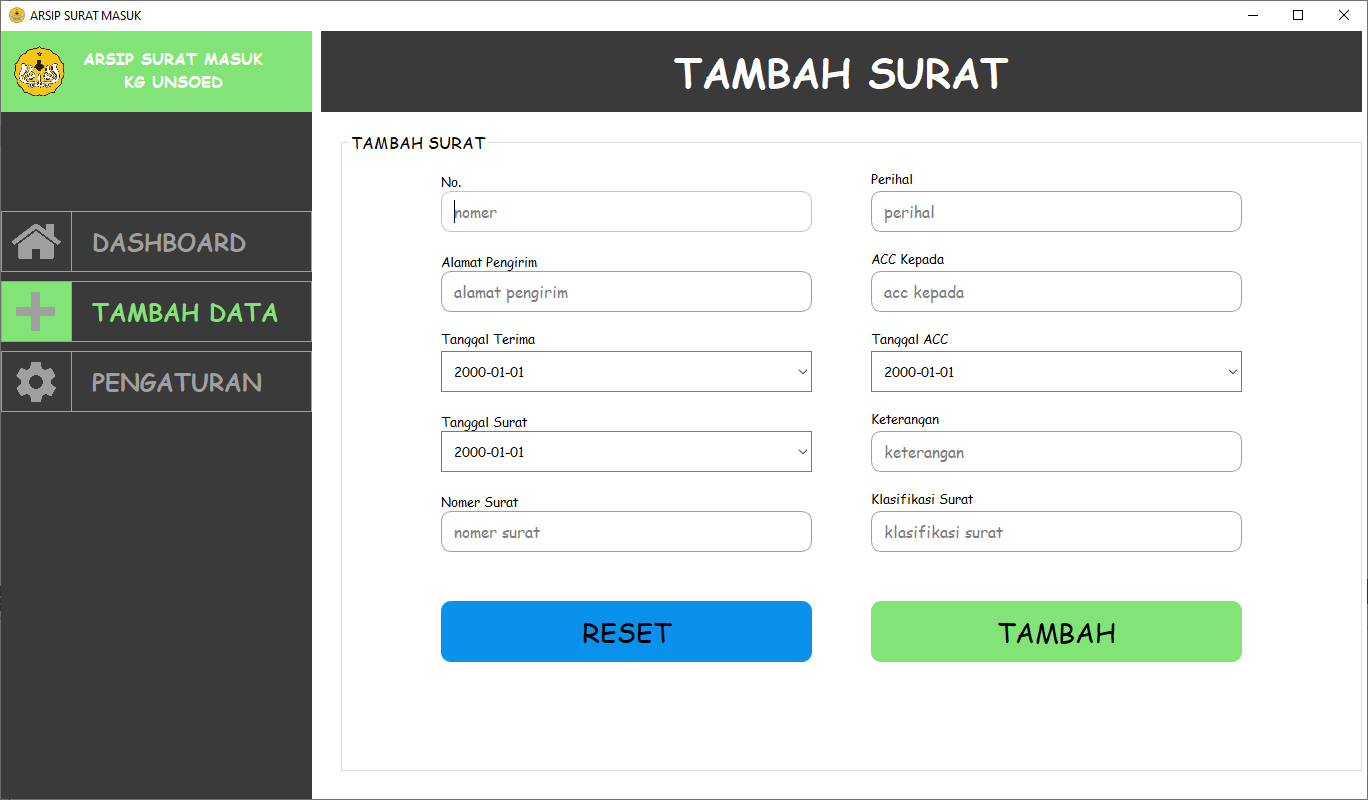 ARSIP SURAT MASUK
ARSIP SURAT MASUK
KG UNSOED
DASHBOARD
TAMBAH DATA
PENGATURAN
TAMBAH SURAT
TAMBAH SURAT
No.
nomer
Alamat Pengirim
alamat pengirim
Tanggal Terima
2000-01-01
Tanggal Surat
2000-01-01
Nomer Surat
nomer surat
RESET
Perihal
perihal
ACC Kepada
acc kepada
Tanggal ACC
2000-01-01
Keterangan
keterangan
Klasifikasi Surat
klasifikasi surat
TAMBAH